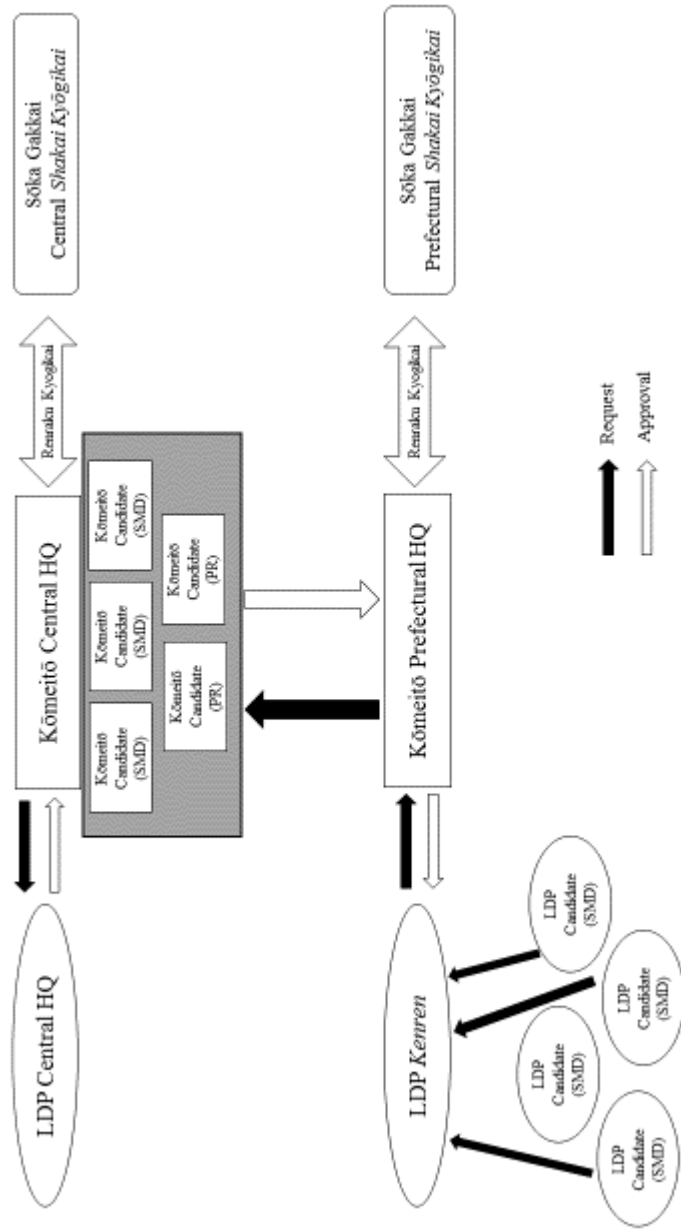 LDP Central HQ
Kōmeitō Central HQ
Renraku Kyogikai
Sōka Gakkai
Central Shakai Kyōgikai
Kōmeitō
Candidate
(SMD)
Kōmeitō
Candidate
(SMD)
Kōmeitō
Candidate
(SMD)
Kōmeitō
Candidate
(PR)
Kōmeitō
Candidate
(PR)
LDP Kenren
Kōmeitō Prefectural HQ
Renraku Kyogikai
Sōka Gakkai
Prefectural Shakai Kyōgikai
LDP
Candidate
(SMD)
LDP
Candidate
(SMD)
LDP
Candidate
(SMD)
LDP
Candidate
(SMD)
Request
Approval